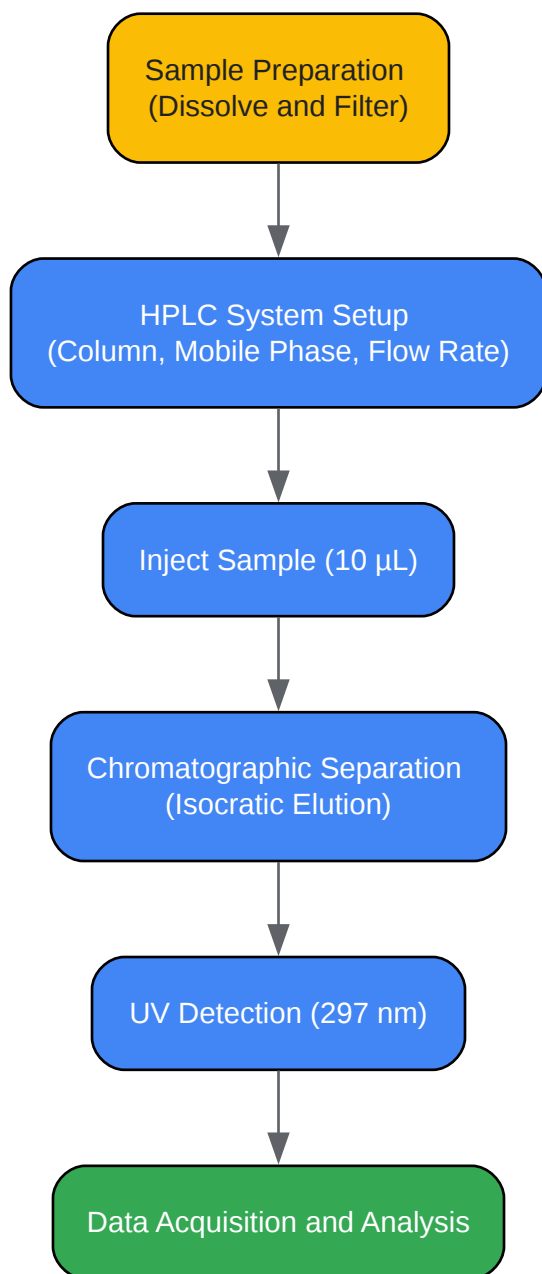 Sample Preparation
(Dissolve and Filter)
HPLC System Setup
(Column, Mobile Phase, Flow Rate)
Inject Sample (10 µL)
Chromatographic Separation
(Isocratic Elution)
UV Detection (297 nm)
Data Acquisition and Analysis